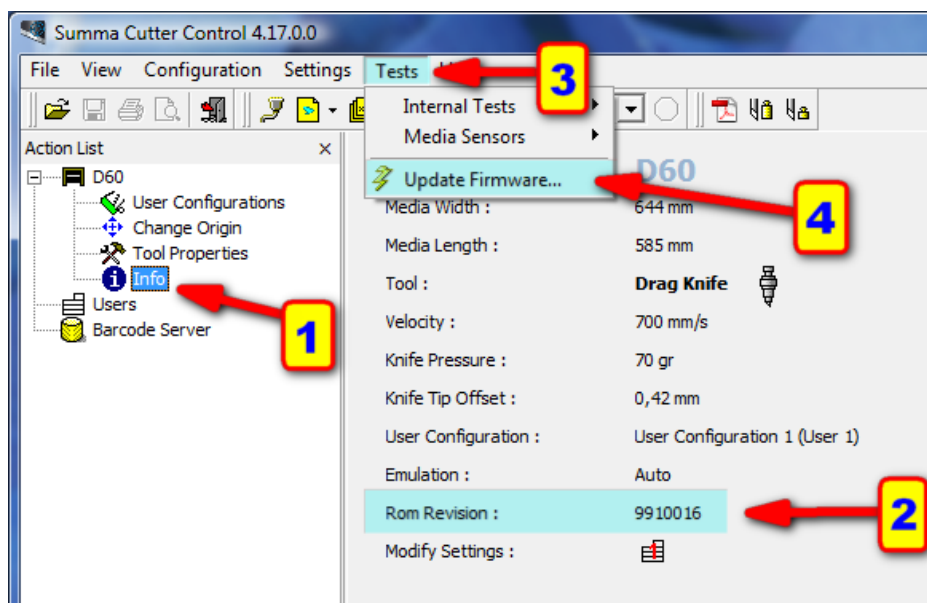 Summa Cutter Control 4.17.0.0
File View Configuration Settings Tests
3
Internal Tests
Media Sensors
Update Firmware...
4
Action List
D60
User Configurations
Change Origin
Tool Properties
Info
1
Users
Barcode Server
D60
Media Width : 644 mm
Media Length : 585 mm
Tool : Drag Knife
Velocity : 700 mm/s
Knife Pressure : 70 gr
Knife Tip Offset : 0,42 mm
User Configuration : User Configuration 1 (User 1)
Emulation : Auto
Rom Revision : 9910016
2
Modify Settings :